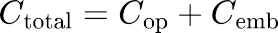 C_total = C_op + C_emb